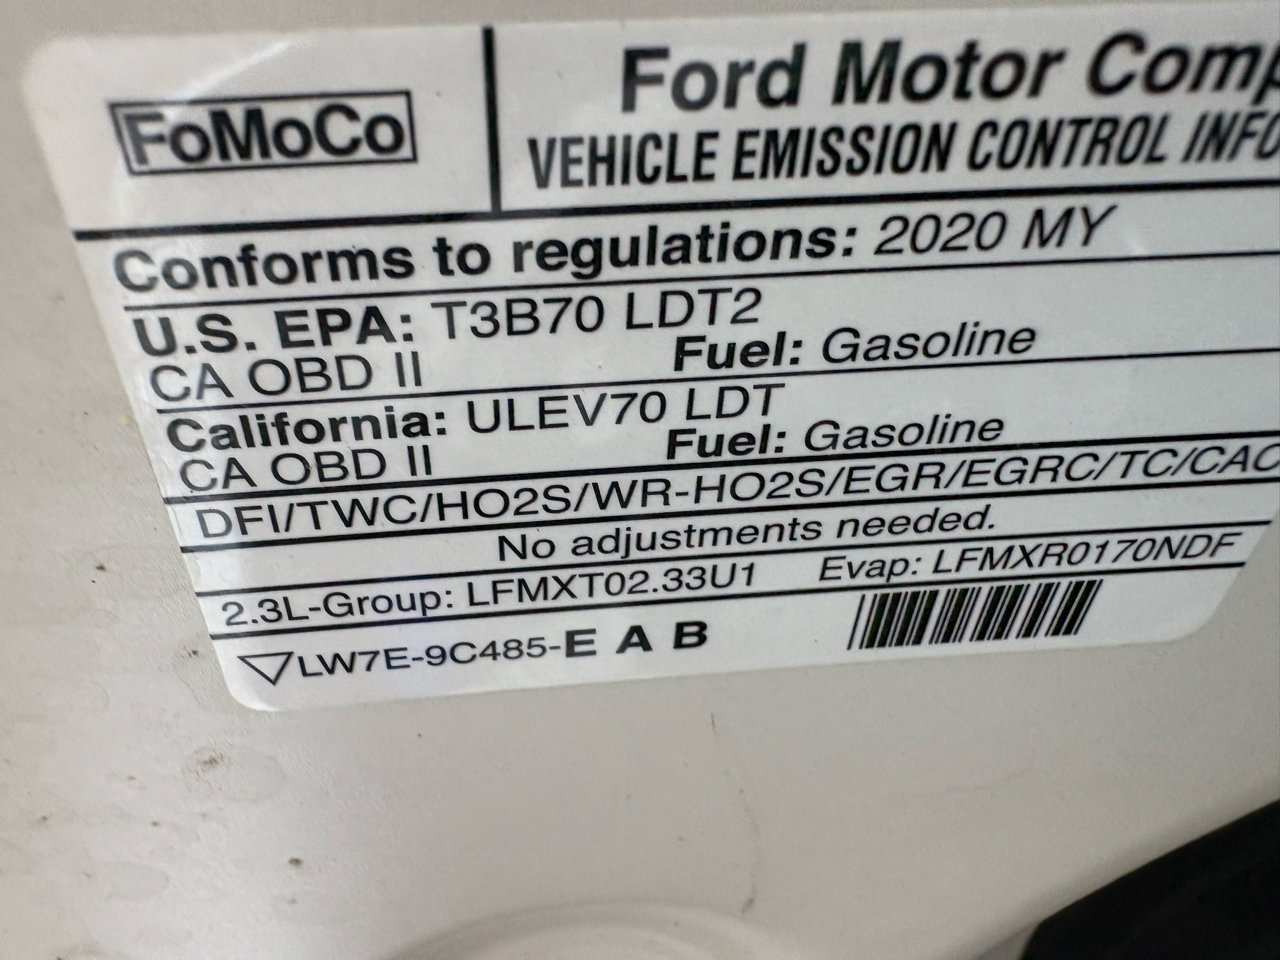 FoMoCo
Ford Motor Comp
VEHICLE EMISSION CONTROL INFO
Conforms to regulations: 2020 MY
U.S. EPA: T3B70 LDT2
CA OBD II Fuel: Gasoline
California: ULEV70 LDT
CA OBD II Fuel: Gasoline
DFI/TWC/HO2S/WR-HO2S/EGR/EGRC/TC/CAC
No adjustments needed.
2.3L-Group: LFMXT02.33U1 Evap: LFMXR0170NDF
LW7E-9C485-E A B